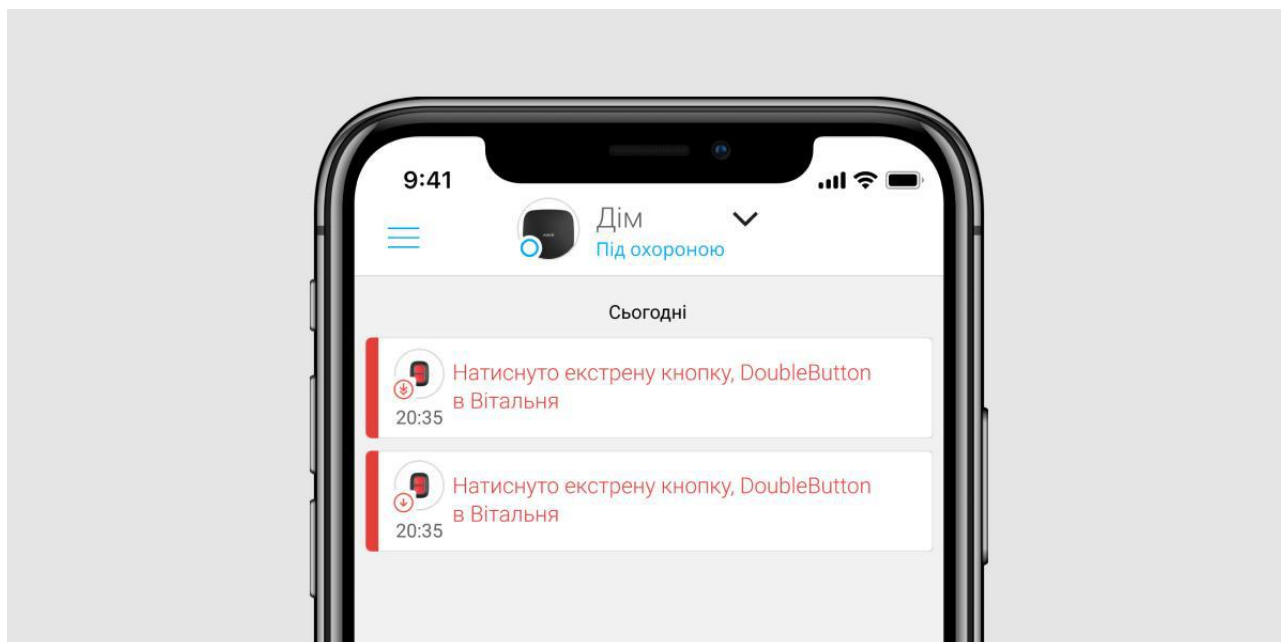 9:41
Дім
Під охороною
Сьогодні
Натиснуто екстрену кнопку, DoubleButton
в Вітальня
20:35
Натиснуто екстрену кнопку, DoubleButton
в Вітальня
20:35